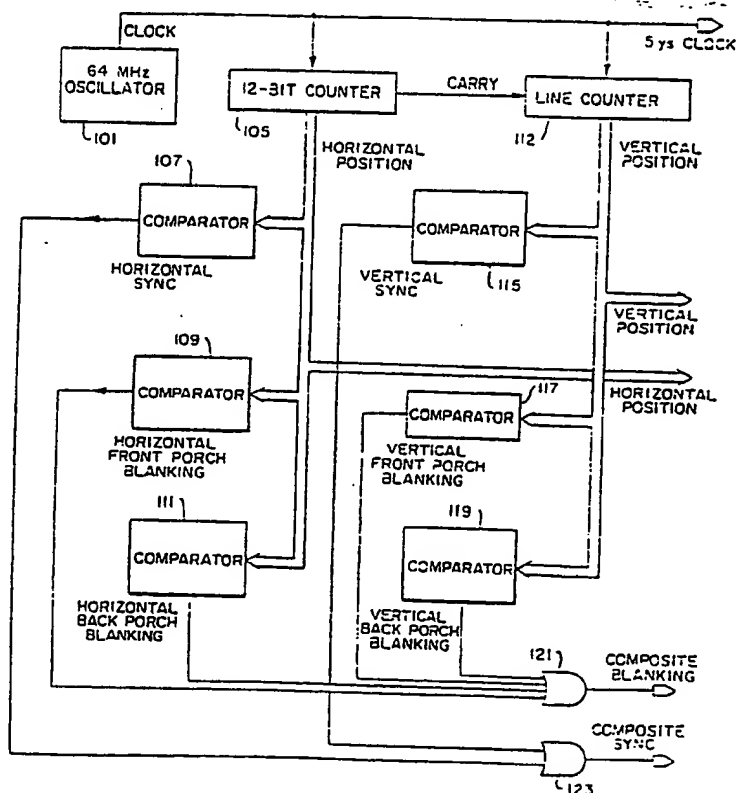 CLOCK
5 ys CLOCK
64 MHz
OSCILLATOR
101
12-BIT COUNTER
105
CARRY
LINE COUNTER
112
HORIZONTAL
POSITION
VERTICAL
POSITION
107
COMPARATOR
HORIZONTAL
SYNC
COMPARATOR
VERTICAL
SYNC
115
VERTICAL
POSITION
109
COMPARATOR
HORIZONTAL
FRONT PORCH
BLANKING
HORIZONTAL
POSITION
117
COMPARATOR
VERTICAL
FRONT PORCH
BLANKING
111
COMPARATOR
HORIZONTAL
BACK PORCH
BLANKING
119
COMPARATOR
VERTICAL
BACK PORCH
BLANKING
121
COMPOSITE
BLANKING
COMPOSITE
SYNC
123